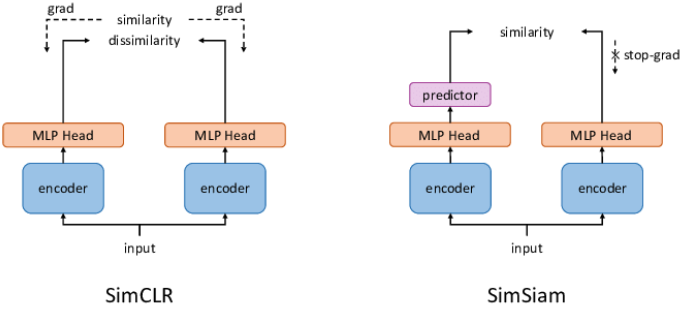 grad
similarity
grad
dissimilarity
MLP Head
MLP Head
encoder
encoder
input
SimCLR
similarity
stop-grad
predictor
MLP Head
MLP Head
encoder
encoder
input
SimSiam